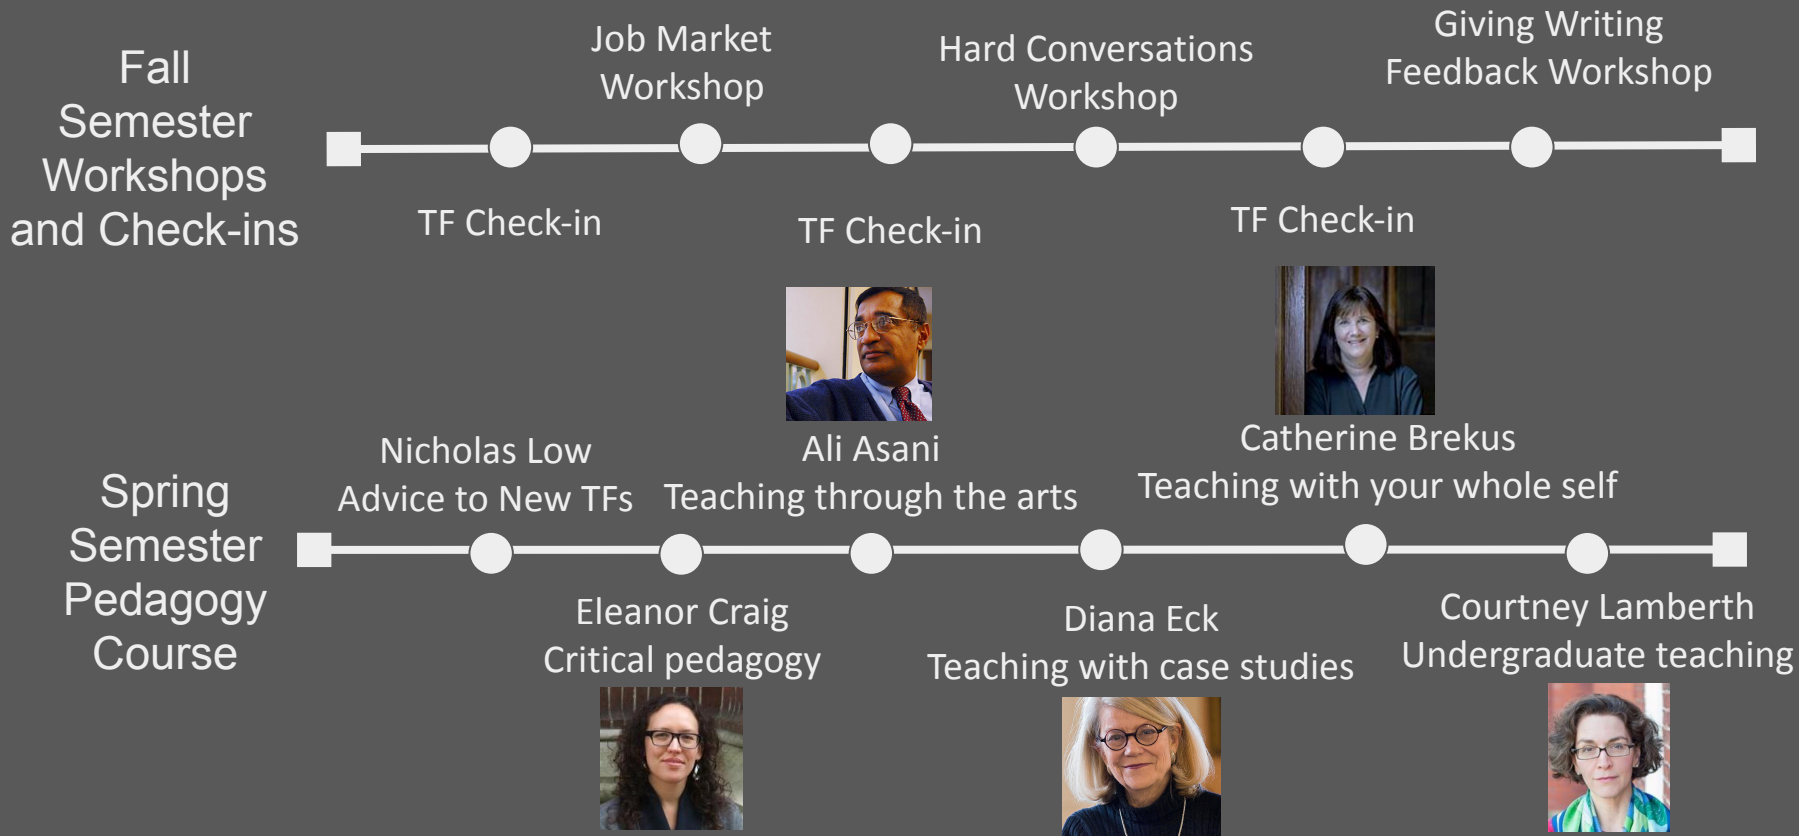 Fall
Semester
Workshops
and Check-ins
Job Market
Workshop
Hard Conversations
Workshop
Giving Writing
Feedback Workshop
TF Check-in
TF Check-in
TF Check-in
Spring
Semester
Pedagogy
Course
Nicholas Low
Advice to New TFs
Ali Asani
Teaching through the arts
Catherine Brekus
Teaching with your whole self
Eleanor Craig
Critical pedagogy
Diana Eck
Teaching with case studies
Courtney Lamberth
Undergraduate teaching